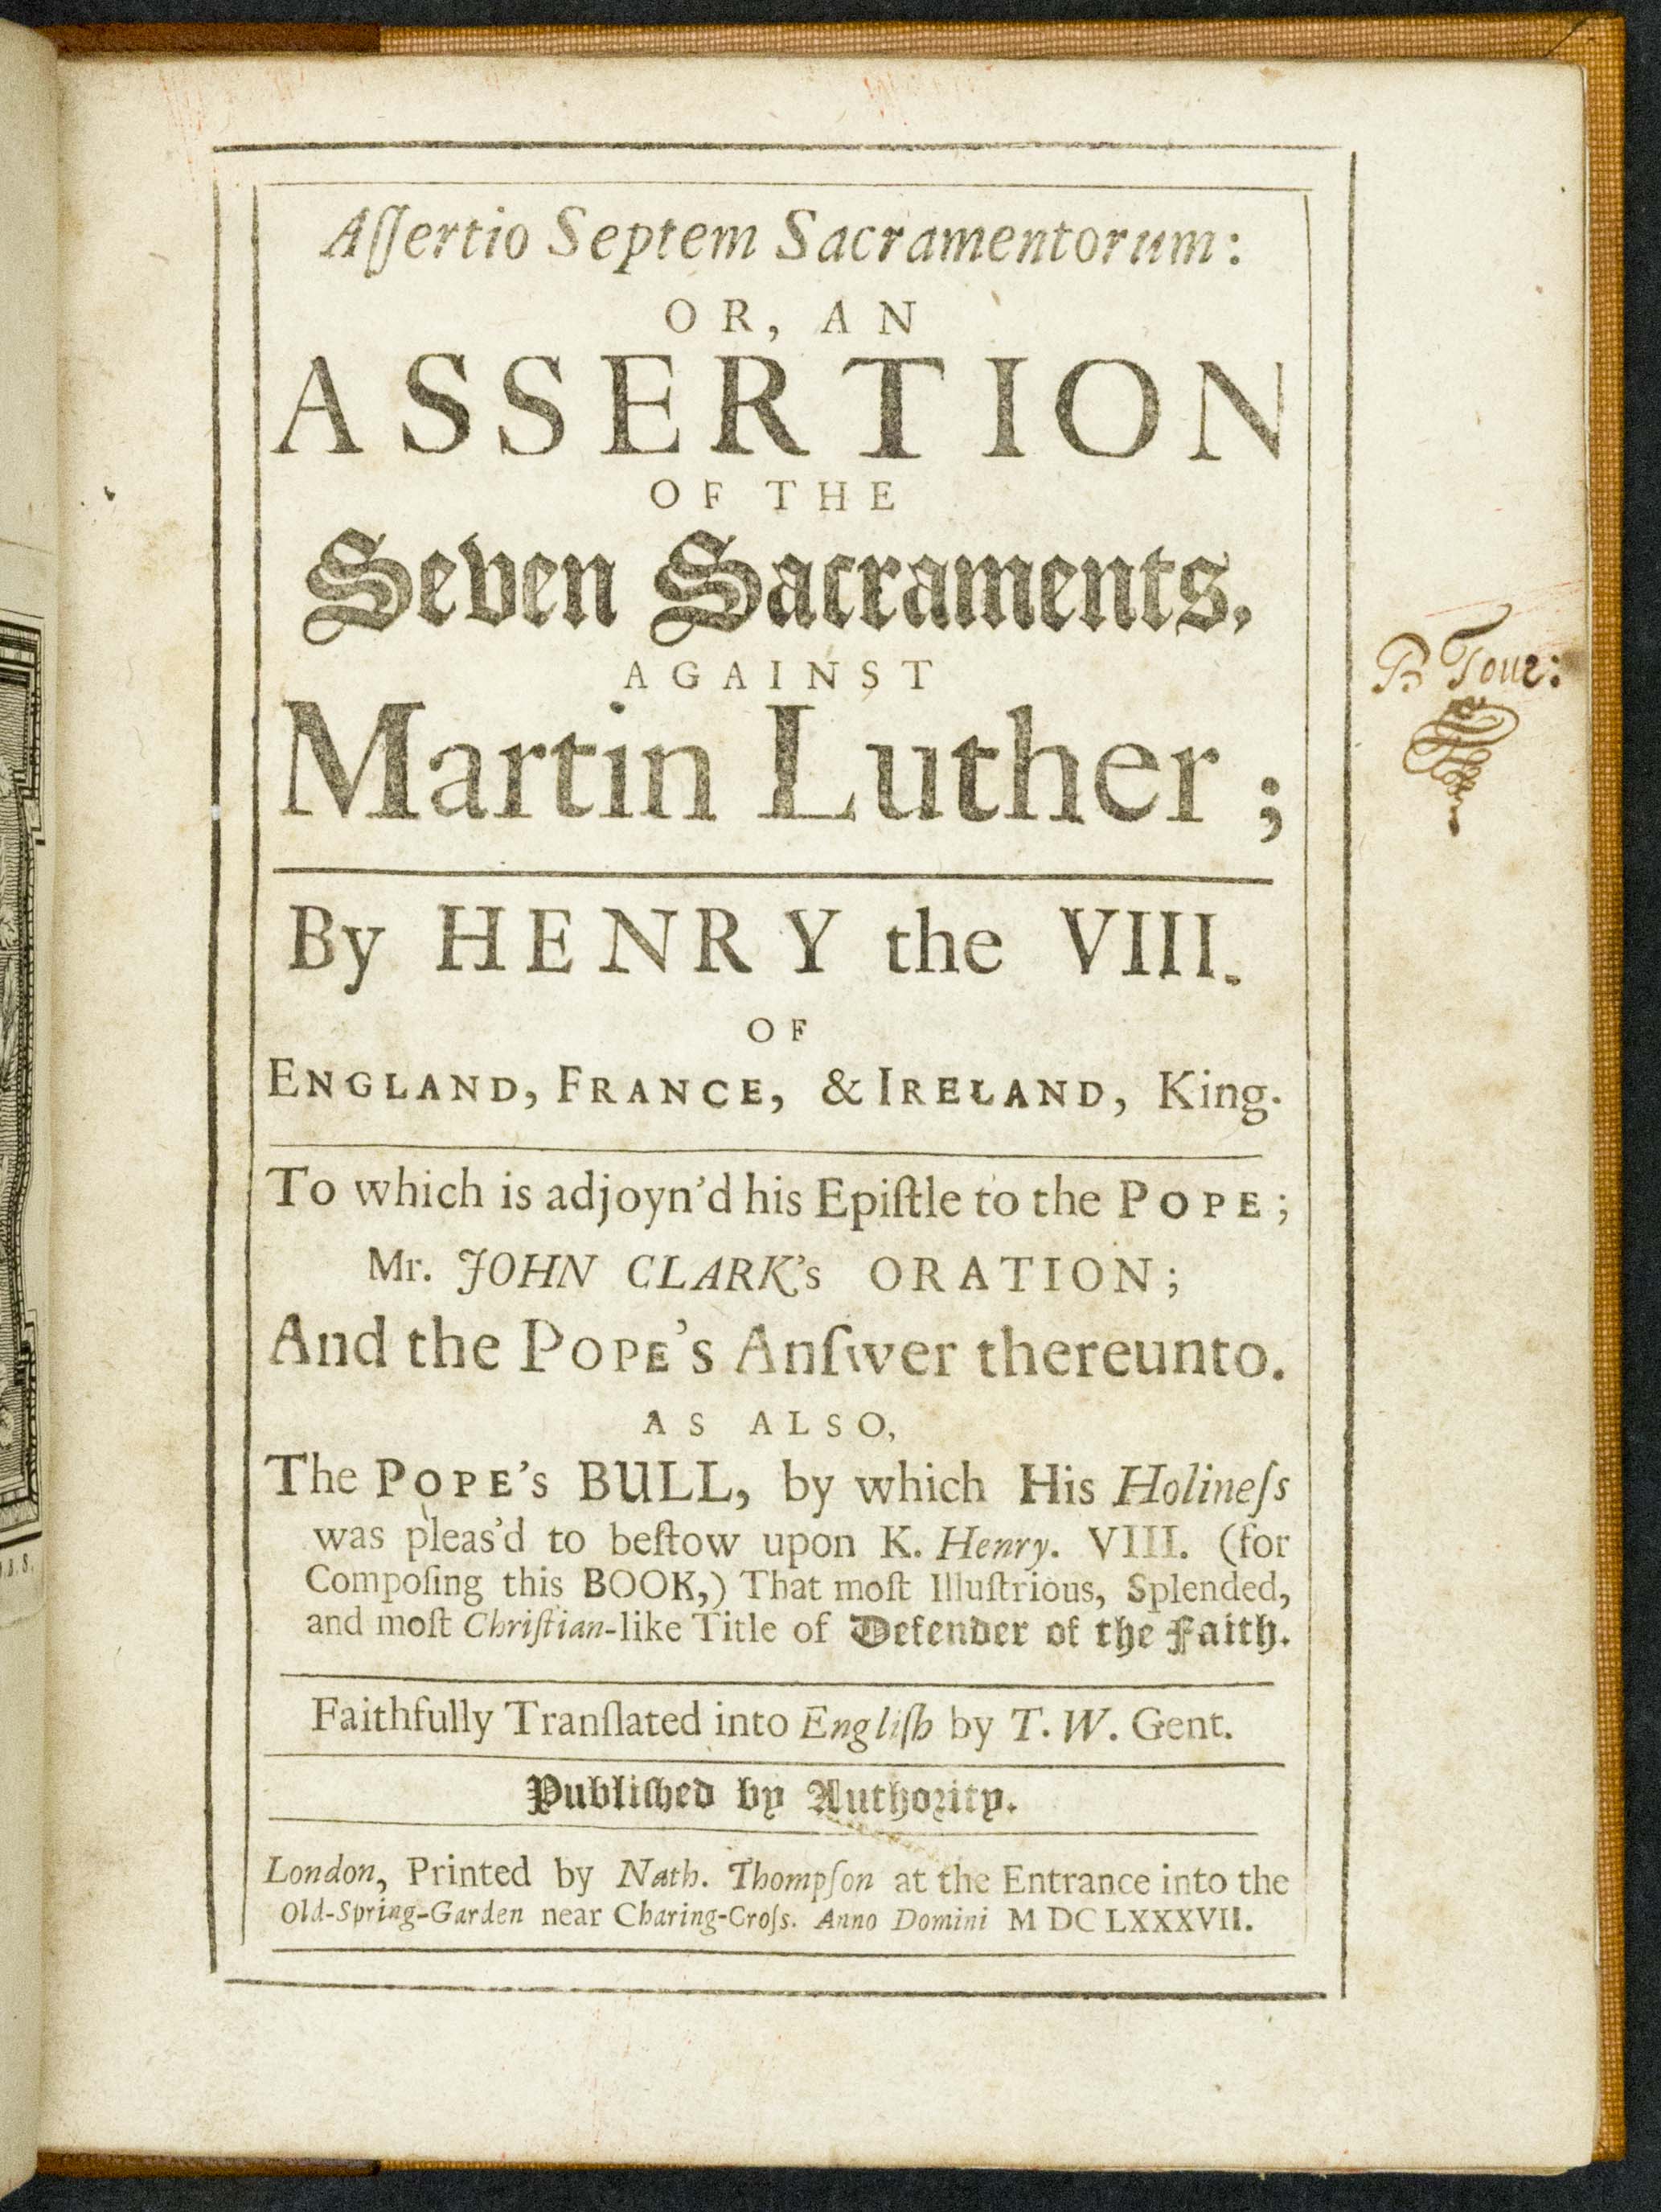 Aſſertio Septem Sacramentorum:
OR, AN
ASSERTION
OF THE
Seven Sacraments,
AGAINST
Martin Luther;
By HENRY the VIII.
OF
ENGLAND, FRANCE, & IRELAND, King.
To which is adjoyn'd his Epiſtle to the POPE;
Mr. JOHN CLARK's ORATION;
And the POPE's Anſwer thereunto.
AS ALSO,
The POPE's BULL, by which His Holineſs
was pleas'd to beſtow upon K. Henry. VIII. (for
Compoſing this BOOK,) That moſt Illuſtrious, Splended,
and moſt Chriſtian-like Title of Defender of the Faith.
Faithfully Tranſlated into Engliſh by T. W. Gent.
Publiſhed by Authority.
London, Printed by Nath. Thompſon at the Entrance into the
Old-Spring-Garden near Charing-Croſs. Anno Domini M DC LXXXVII.